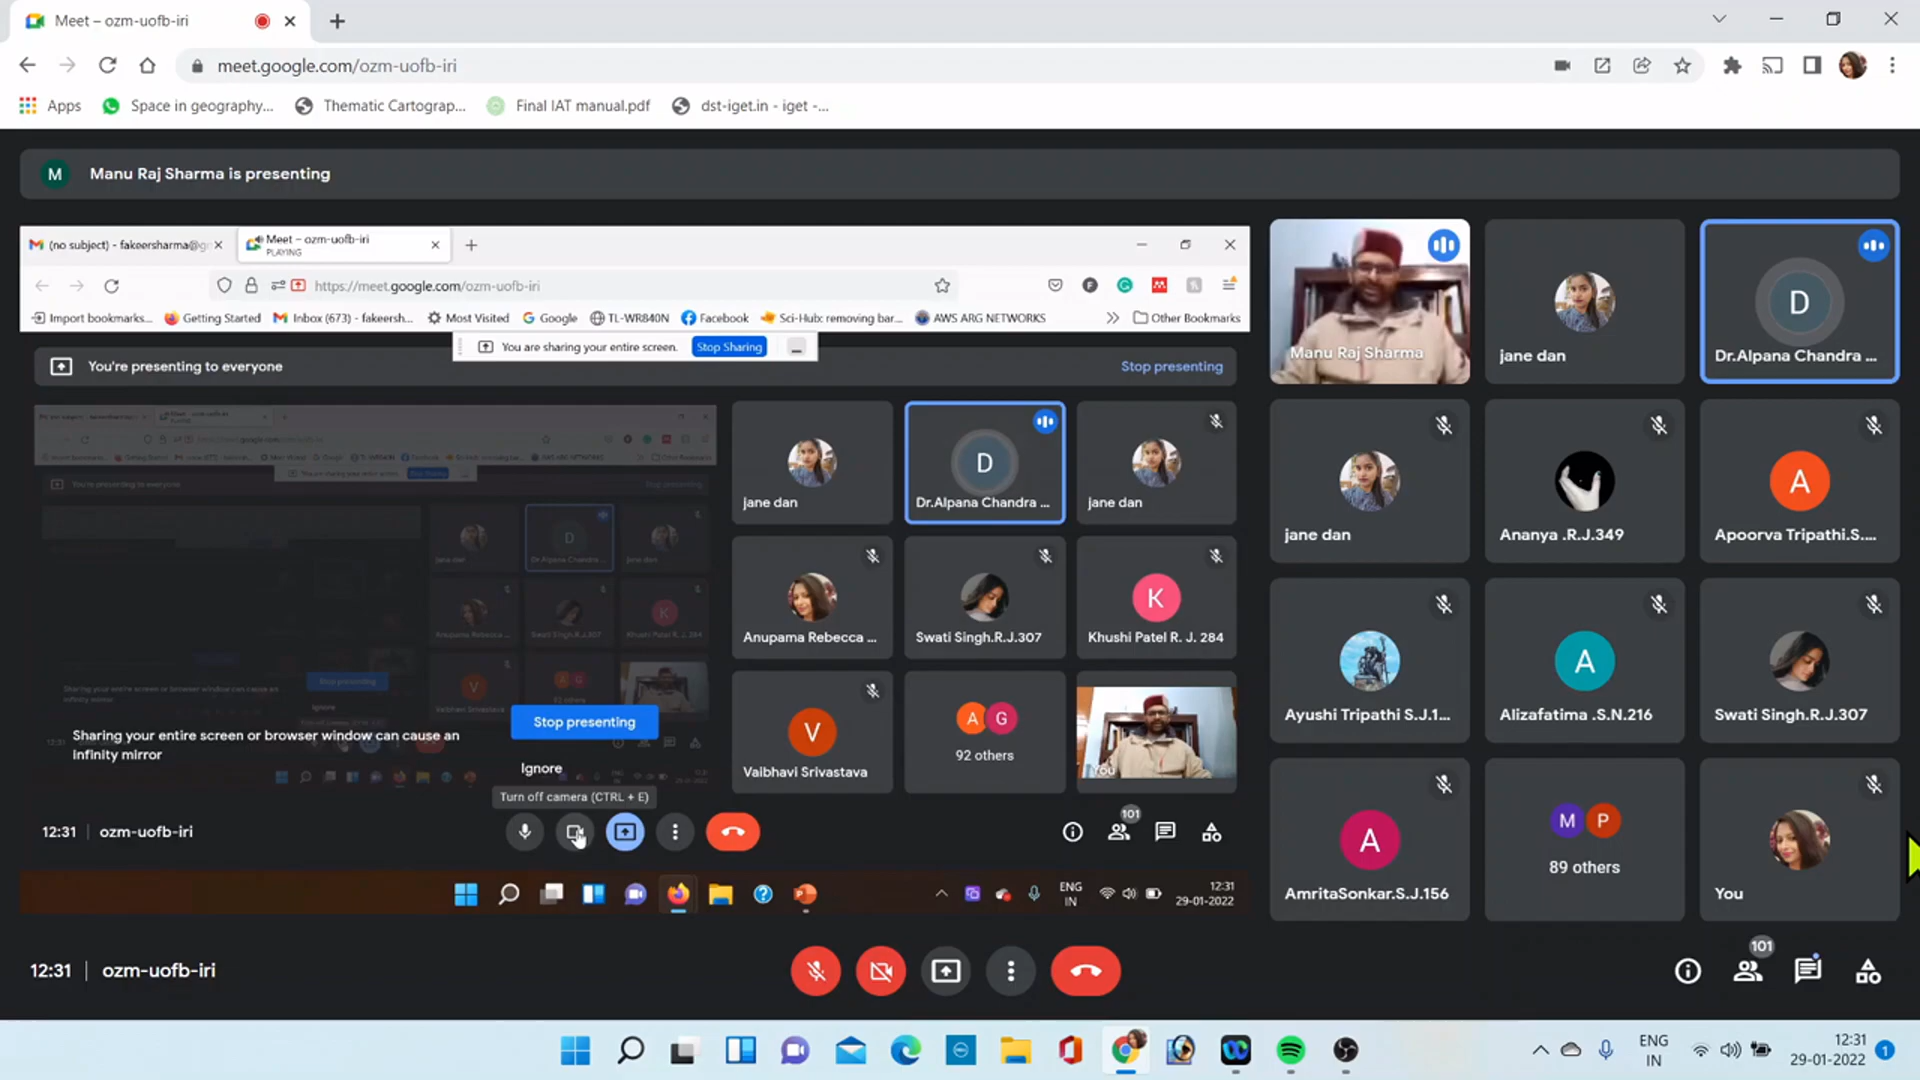 Meet – ozm-uofb-iri
meet.google.com/ozm-uofb-iri
Apps
Space in geography...
Thematic Cartograp...
Final IAT manual.pdf
dst-iget.in - iget -...
M
Manu Raj Sharma is presenting
(no subject) - fakeersharma@g
Meet – ozm-uofb-iri
PLAYING
https://meet.google.com/ozm-uofb-iri
Import bookmarks...
Getting Started
Inbox (673) - fakeersh...
Most Visited
Google
TL-WR840N
Facebook
Sci-Hub: removing bar...
AWS ARG NETWORKS
Other Bookmarks
You are sharing your entire screen.
Stop Sharing
You're presenting to everyone
Stop presenting
jane dan
D
Dr.Alpana Chandra ...
jane dan
Anupama Rebecca ...
Swati Singh.R.J.307
K
Khushi Patel R. J. 284
V
Vaibhavi Srivastava
A G
92 others
You
Sharing your entire screen or browser window can cause an
infinity mirror
Stop presenting
Ignore
Turn off camera (CTRL + E)
12:31
ozm-uofb-iri
101
ENG
IN
12:31
29-01-2022
Manu Raj Sharma
jane dan
D
Dr.Alpana Chandra ...
jane dan
Ananya .R.J.349
A
Apoorva Tripathi.S....
Ayushi Tripathi S.J.1...
A
Alizafatima .S.N.216
Swati Singh.R.J.307
A
AmritaSonkar.S.J.156
M P
89 others
You
12:31
ozm-uofb-iri
101
ENG
IN
12:31
29-01-2022
1